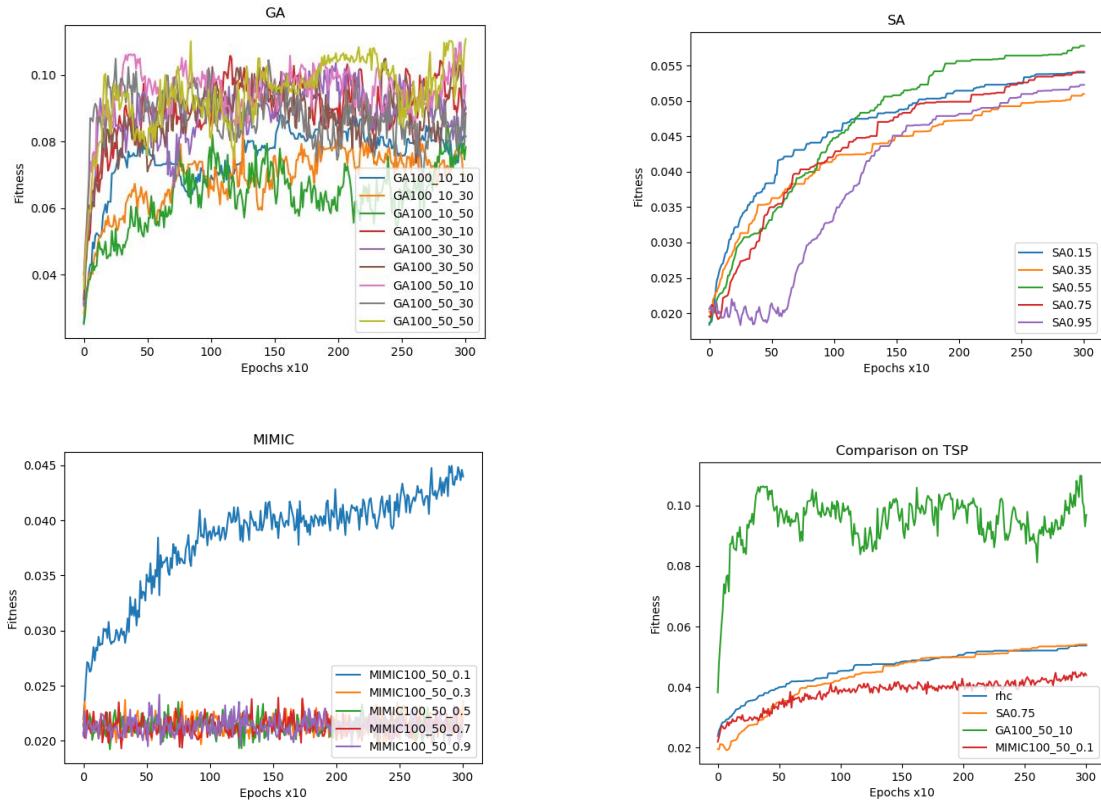 GA
Fitness
0.10
0.08
0.06
0.04
0 50 100 150 200 250 300
Epochs x10
GA100_10_10
GA100_10_30
GA100_10_50
GA100_30_10
GA100_30_30
GA100_30_50
GA100_50_10
GA100_50_30
GA100_50_50
SA
Fitness
0.055
0.050
0.045
0.040
0.035
0.030
0.025
0.020
0 50 100 150 200 250 300
Epochs x10
SA0.15
SA0.35
SA0.55
SA0.75
SA0.95
MIMIC
Fitness
0.045
0.040
0.035
0.030
0.025
0.020
0 50 100 150 200 250 300
Epochs x10
MIMIC100_50_0.1
MIMIC100_50_0.3
MIMIC100_50_0.5
MIMIC100_50_0.7
MIMIC100_50_0.9
Comparison on TSP
Fitness
0.10
0.08
0.06
0.04
0.02
0 50 100 150 200 250 300
Epochs x10
rhc
SA0.75
GA100_50_10
MIMIC100_50_0.1